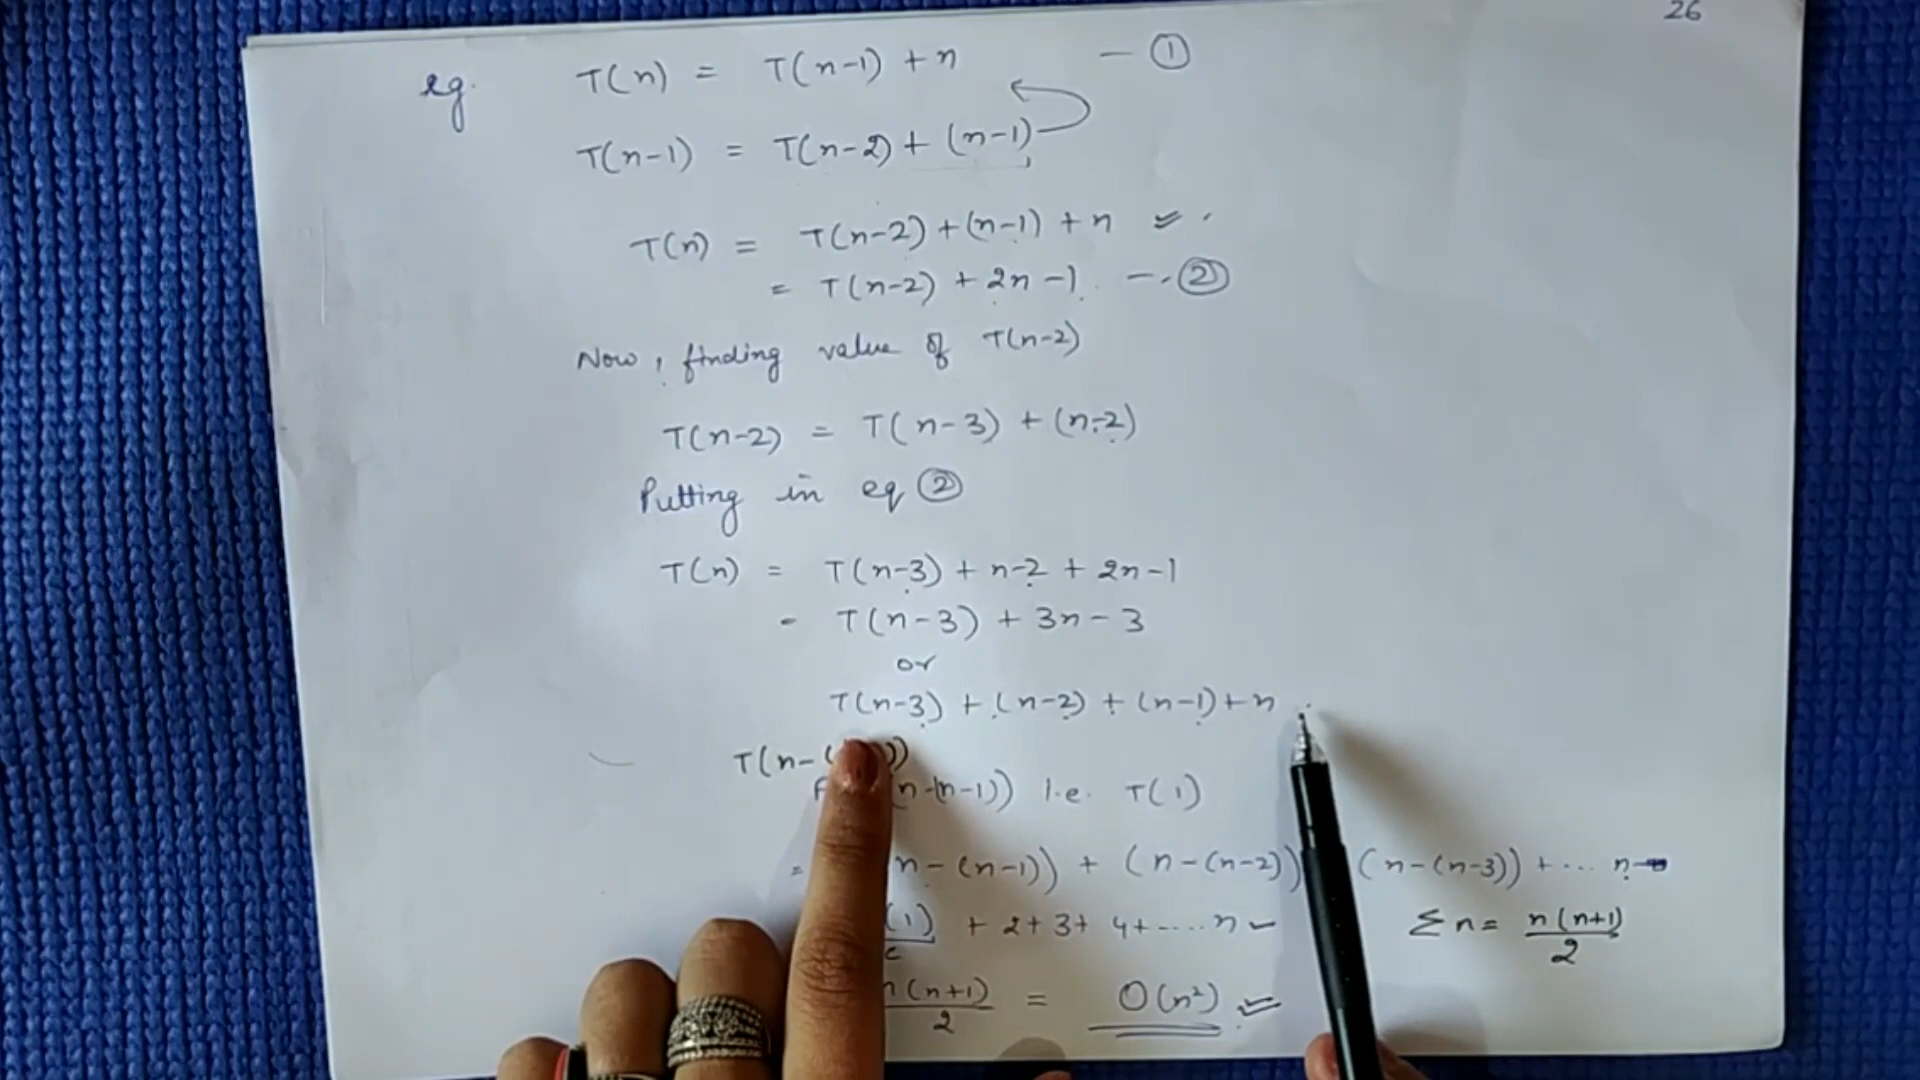 26
eg. T(n) = T(n-1) + n — ①
T(n-1) = T(n-2) + (n-1)
T(n) = T(n-2) + (n-1) + n
= T(n-2) + 2n - 1 — ②
Now, finding value of T(n-2)
T(n-2) = T(n-3) + (n-2)
Putting in eq ②
T(n) = T(n-3) + n-2 + 2n-1
= T(n-3) + 3n - 3
or
T(n-3) + (n-2) + (n-1) + n
T(n-
(n-(n-1)) i.e. T(1)
= n - (n-1)) + (n-(n-2)) (n-(n-3)) + ... n
(1) + 2+3+ 4+.....n Σn = n(n+1)/2
c
(n+1)/2 = O(n²)